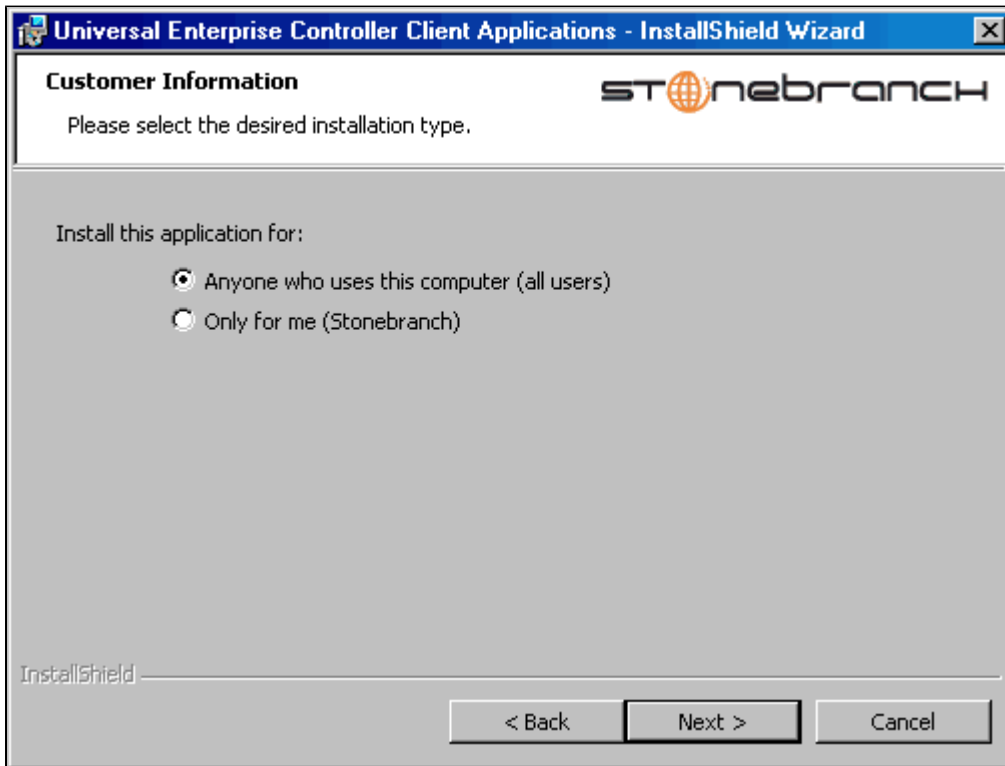 Universal Enterprise Controller Client Applications - InstallShield Wizard
Customer Information
STONEBRANCH
Please select the desired installation type.
Install this application for:
Anyone who uses this computer (all users)
Only for me (Stonebranch)
InstallShield
< Back
Next >
Cancel